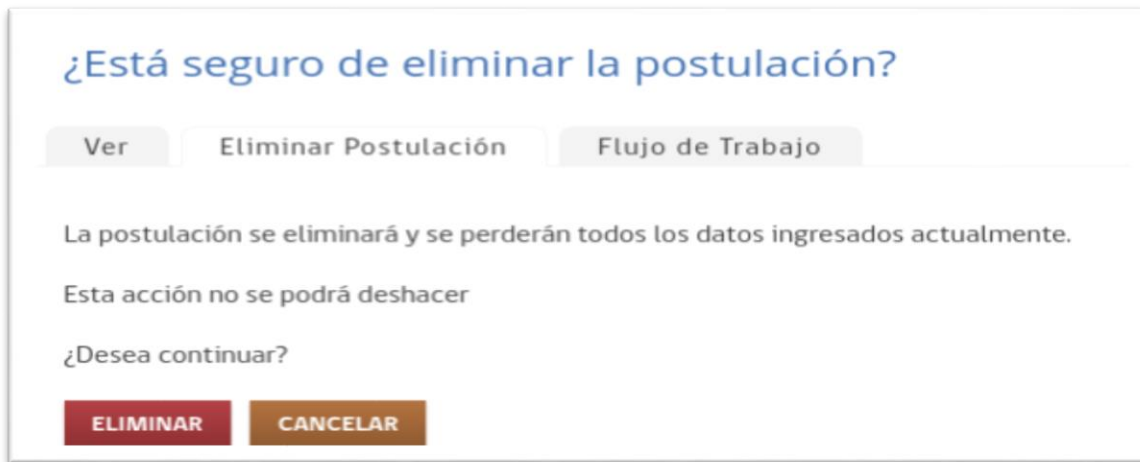 ¿Está seguro de eliminar la postulación?
Ver Eliminar Postulación Flujo de Trabajo
La postulación se eliminará y se perderán todos los datos ingresados actualmente.
Esta acción no se podrá deshacer
¿Desea continuar?
ELIMINAR CANCELAR